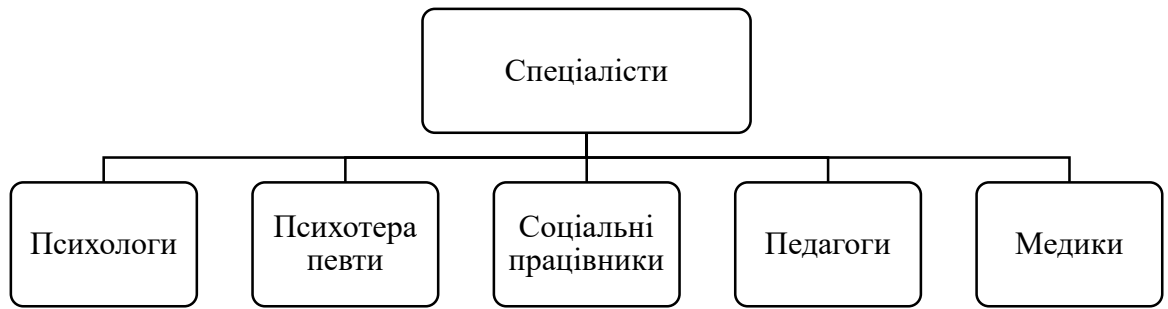 Спеціалісти
Психологи
Психотера
певти
Соціальні
працівники
Педагоги
Медики